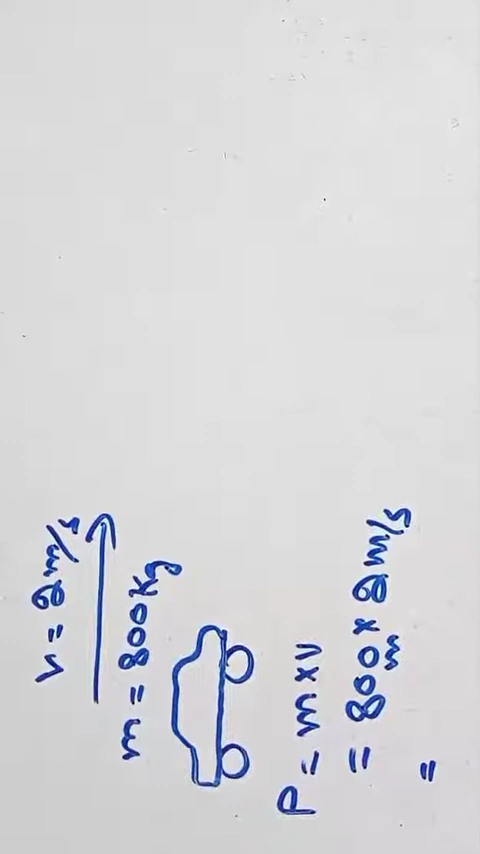 v = 2 m/s
m = 800 Kg
P = m x v
= 800 x 2 m/s
m
=